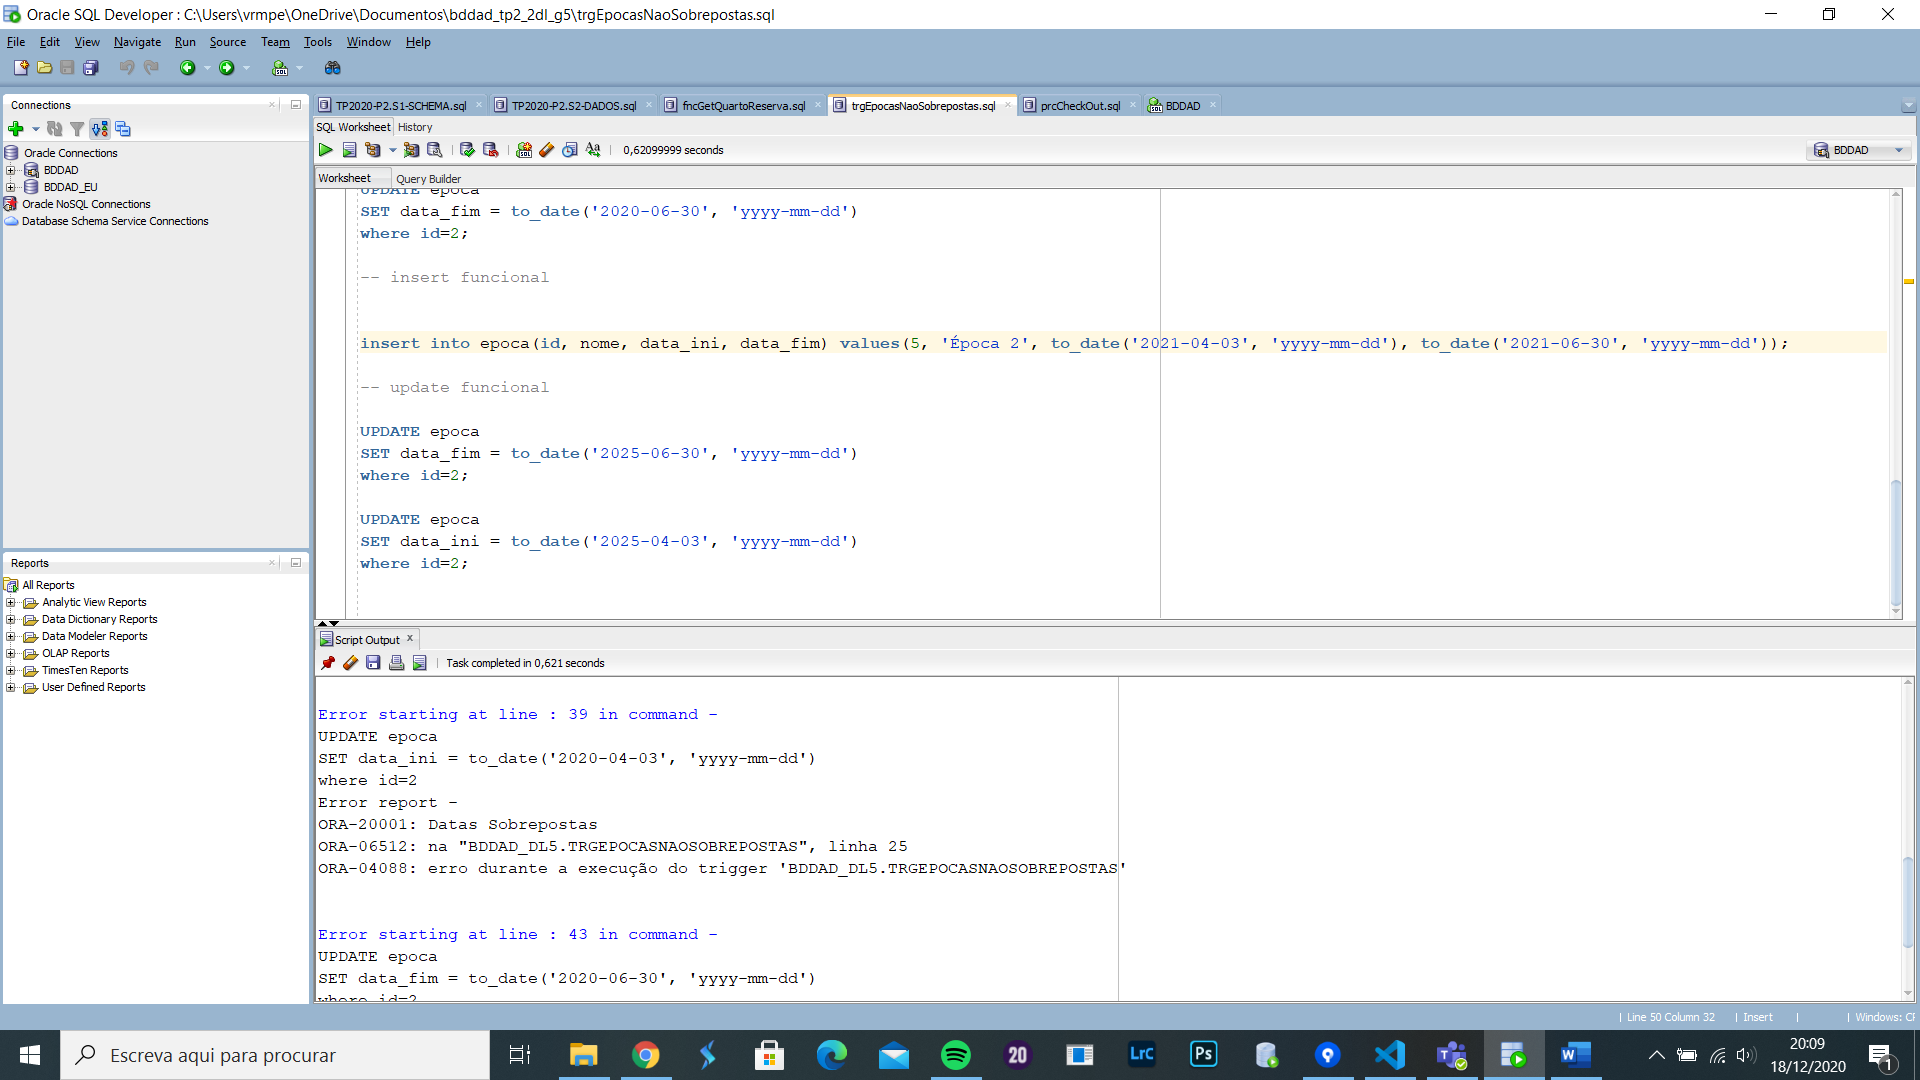 Oracle SQL Developer : C:\Users\vrmpe\OneDrive\Documentos\bddad_tp2_2dl_g5\trgEpocasNaoSobrepostas.sql
File Edit View Navigate Run Source Team Tools Window Help
Connections
Oracle Connections
BDDAD
BDDAD_EU
Oracle NoSQL Connections
Database Schema Service Connections
Reports
All Reports
Analytic View Reports
Data Dictionary Reports
Data Modeler Reports
OLAP Reports
TimesTen Reports
User Defined Reports
TP2020-P2.S1-SCHEMA.sql TP2020-P2.S2-DADOS.sql fncGetQuartoReserva.sql trgEpocasNaoSobrepostas.sql prcCheckOut.sql BDDAD
SQL Worksheet History
0,62099999 seconds
BDDAD
Worksheet Query Builder
UPDATE epoca
SET data_fim = to_date('2020-06-30', 'yyyy-mm-dd')
where id=2;
-- insert funcional
insert into epoca(id, nome, data_ini, data_fim) values(5, 'Época 2', to_date('2021-04-03', 'yyyy-mm-dd'), to_date('2021-06-30', 'yyyy-mm-dd'));
-- update funcional
UPDATE epoca
SET data_fim = to_date('2025-06-30', 'yyyy-mm-dd')
where id=2;
UPDATE epoca
SET data_ini = to_date('2025-04-03', 'yyyy-mm-dd')
where id=2;
Script Output
Task completed in 0,621 seconds
Error starting at line : 39 in command -
UPDATE epoca
SET data_ini = to_date('2020-04-03', 'yyyy-mm-dd')
where id=2
Error report -
ORA-20001: Datas Sobrepostas
ORA-06512: na "BDDAD_DL5.TRGEPOCASNAOSOBREPOSTAS", linha 25
ORA-04088: erro durante a execução do trigger 'BDDAD_DL5.TRGEPOCASNAOSOBREPOSTAS'
Error starting at line : 43 in command -
UPDATE epoca
SET data_fim = to_date('2020-06-30', 'yyyy-mm-dd')
where id=2
Line 50 Column 32 Insert Windows: CF
Escreva aqui para procurar
20
LrC
Ps
20:09
18/12/2020
1